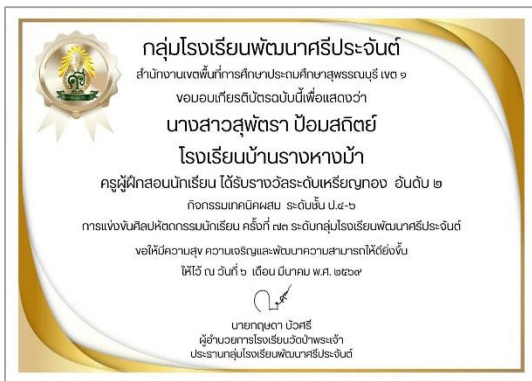 กลุ่มโรงเรียนพัฒนาศรีประจันต์
สำนักงานเขตพื้นที่การศึกษาประถมศึกษาสุพรรณบุรี เขต ๑
ขอมอบเกียรติบัตรฉบับนี้เพื่อแสดงว่า
นางสาวสุพัตรา ป้อมสถิตย์
โรงเรียนบ้านรางหางม้า
ครูผู้ฝึกสอนนักเรียน ได้รับรางวัลระดับเหรียญทอง อันดับ ๒
กิจกรรมเทคนิคผสม ระดับชั้น ป.๔-๖
การแข่งขันศิลปหัตถกรรมนักเรียน ครั้งที่ ๗๓ ระดับกลุ่มโรงเรียนพัฒนาศรีประจันต์
ขอให้มีความสุข ความเจริญและพัฒนาความสามารถให้ดียิ่งขึ้น
ให้ไว้ ณ วันที่ ๖ เดือน มีนาคม พ.ศ. ๒๕๖๙
นายกฤษดา บัวศรี
ผู้อำนวยการโรงเรียนวัดป่าพระเจ้า
ประธานกลุ่มโรงเรียนพัฒนาศรีประจันต์